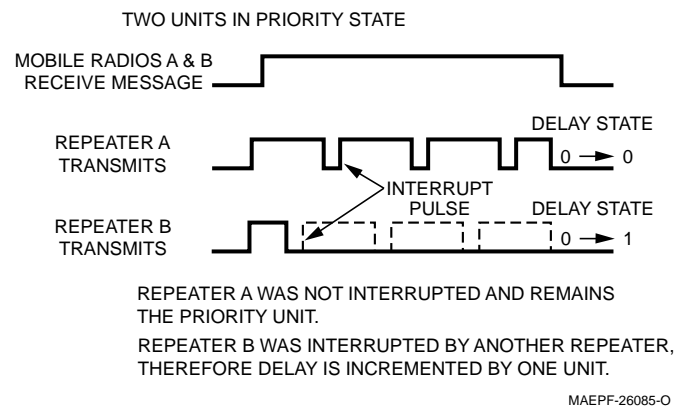 TWO UNITS IN PRIORITY STATE
MOBILE RADIOS A & B
RECEIVE MESSAGE
REPEATER A
TRANSMITS
DELAY STATE
0 → 0
INTERRUPT
PULSE
REPEATER B
TRANSMITS
DELAY STATE
0 → 1
REPEATER A WAS NOT INTERRUPTED AND REMAINS
THE PRIORITY UNIT.
REPEATER B WAS INTERRUPTED BY ANOTHER REPEATER,
THEREFORE DELAY IS INCREMENTED BY ONE UNIT.
MAEPF-26085-O